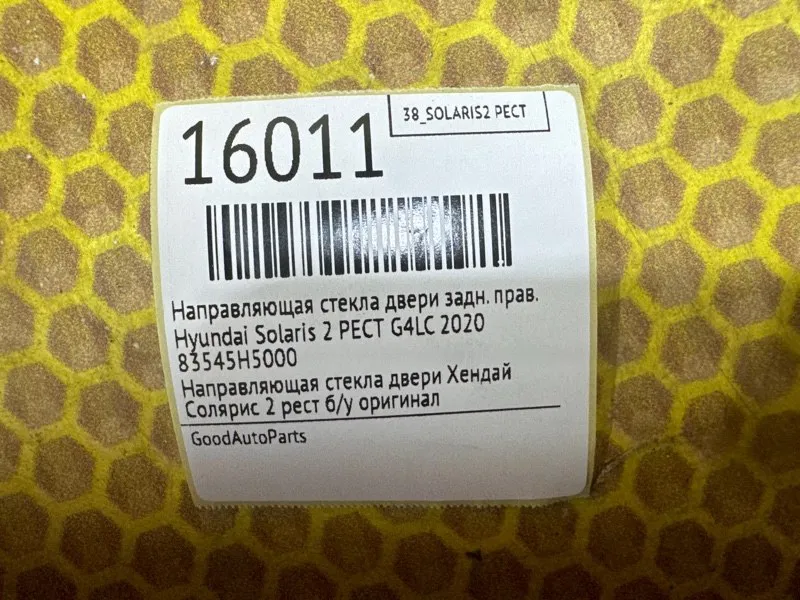 38_SOLARIS2 РЕСТ
16011
Направляющая стекла двери задн. прав.
Hyundai Solaris 2 РЕСТ G4LC 2020
83545H5000
Направляющая стекла двери Хендай
Солярис 2 рест б/у оригинал
GoodAutoParts